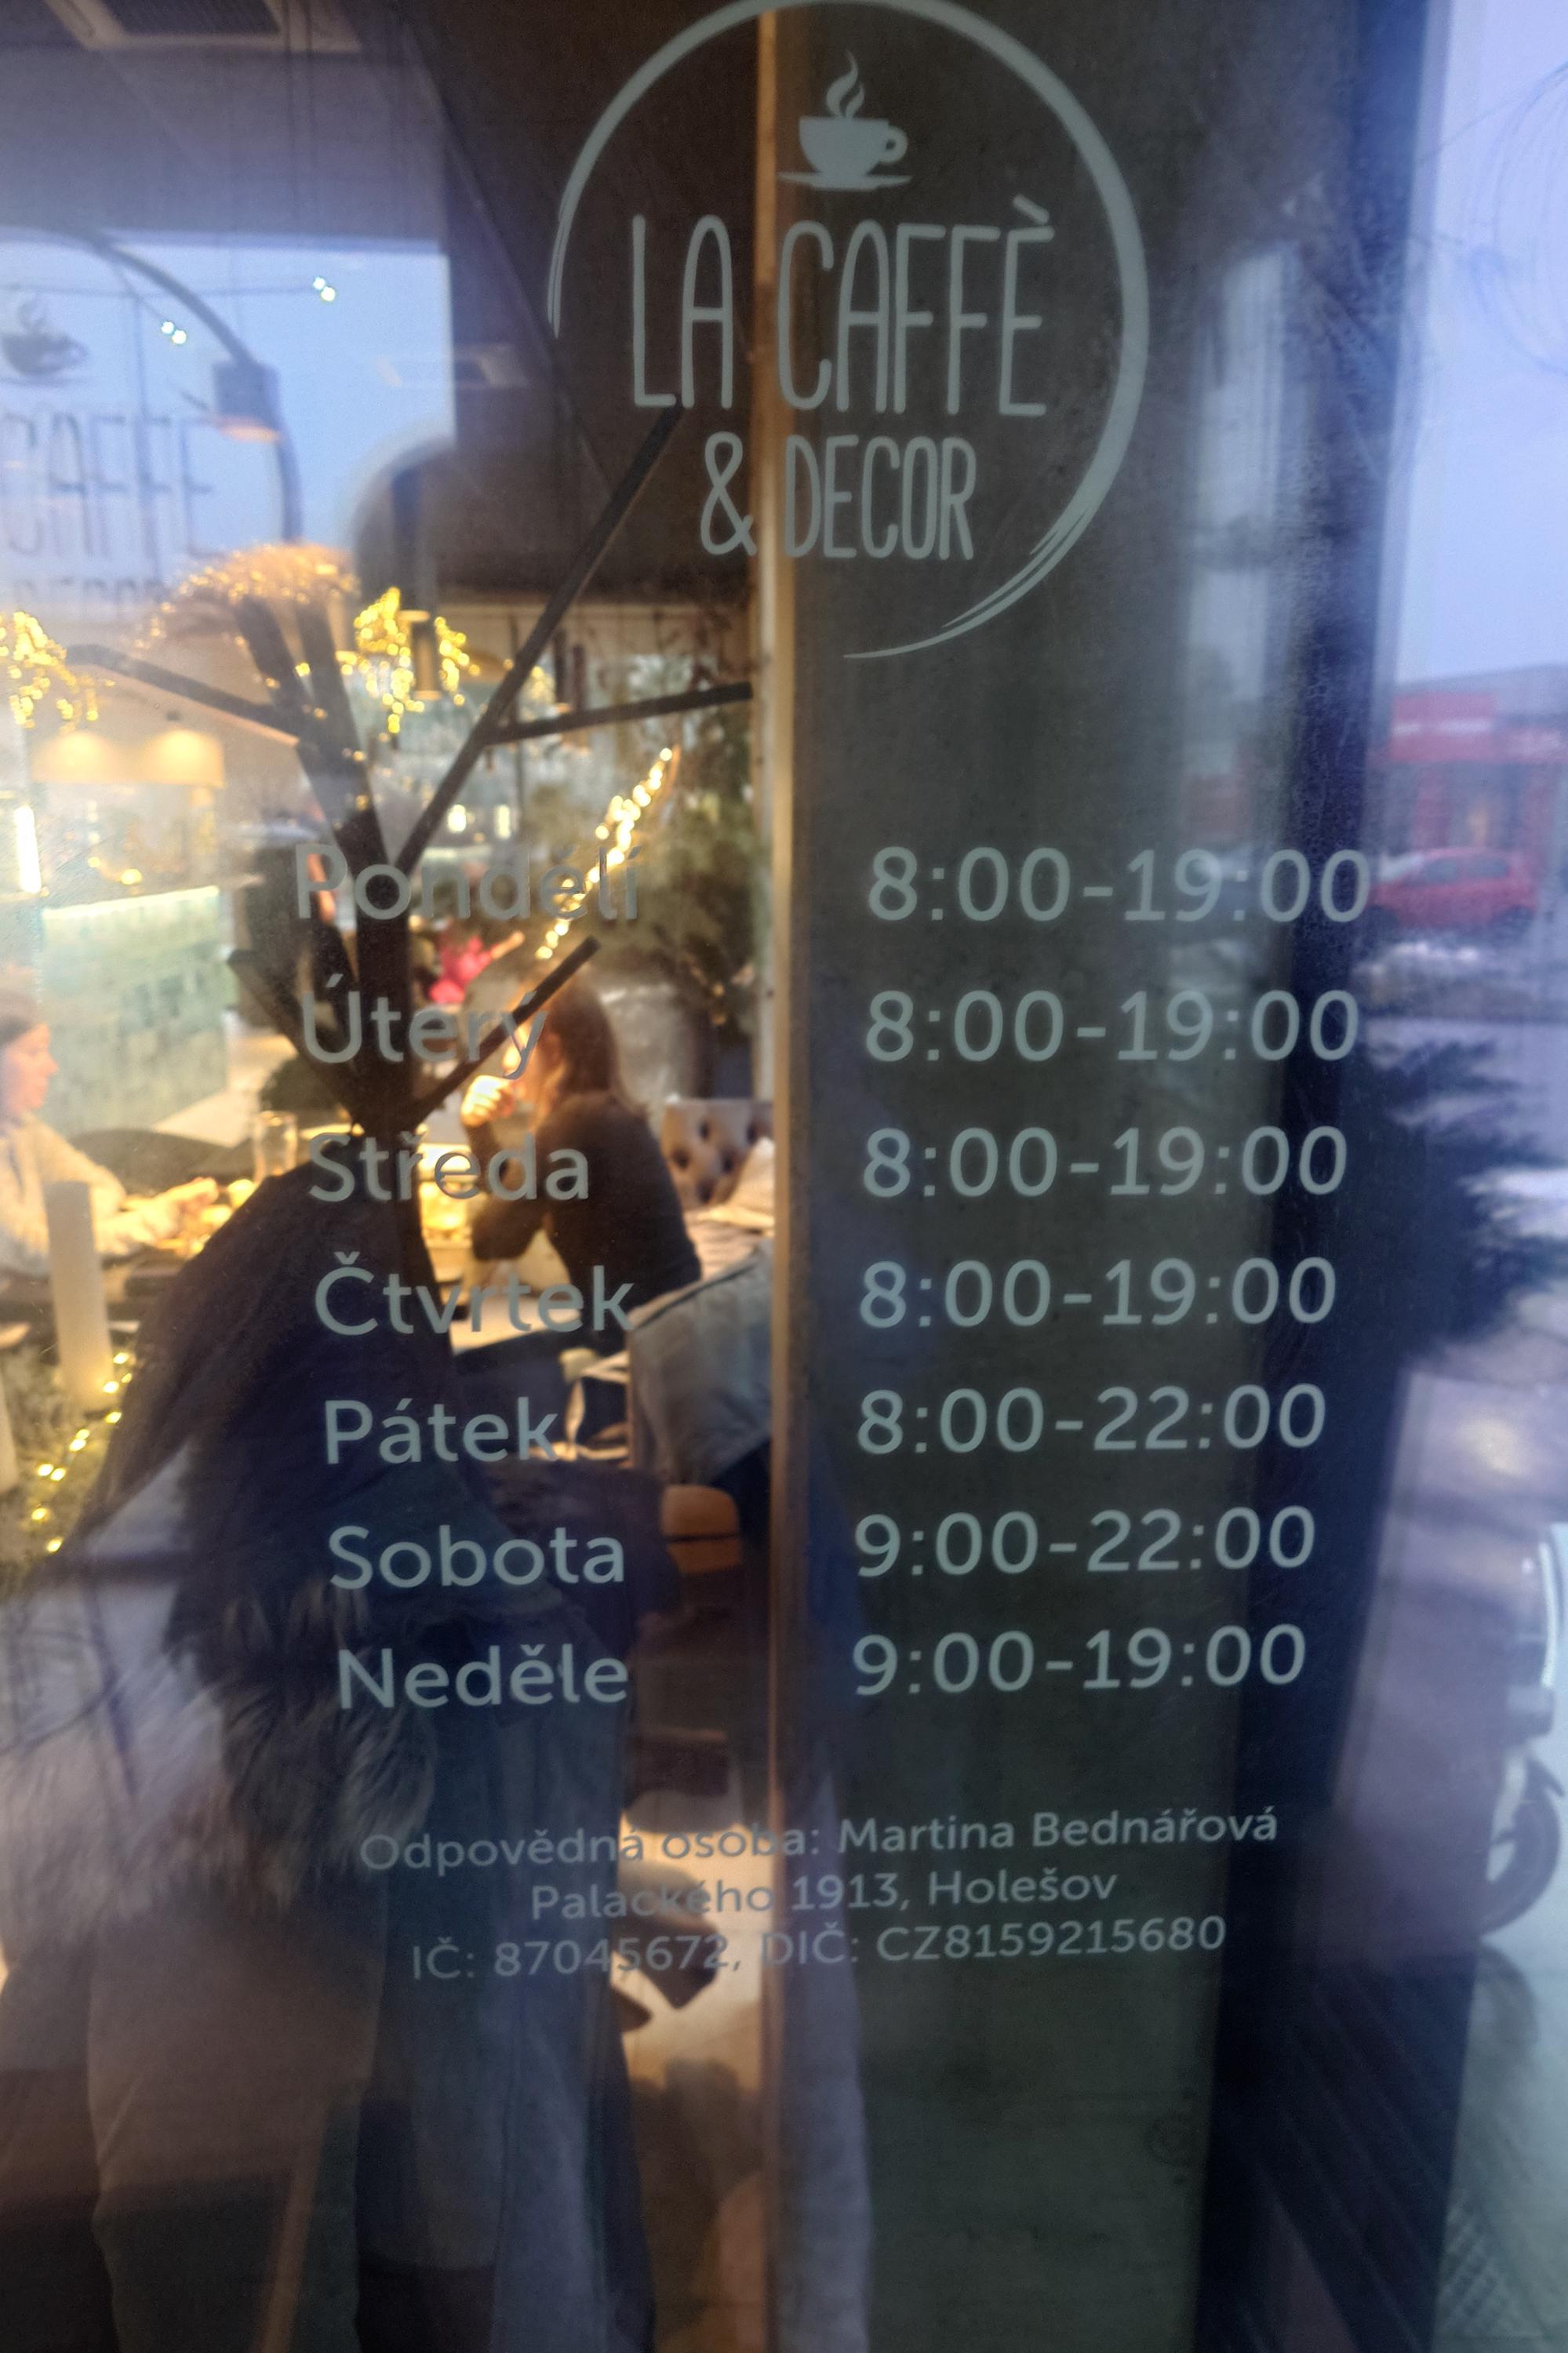 LA CAFFÈ
& DECOR
Pondělí 8:00-19:00
Úterý 8:00-19:00
Středa 8:00-19:00
Čtvrtek 8:00-19:00
Pátek 8:00-22:00
Sobota 9:00-22:00
Neděle 9:00-19:00
Odpovědná osoba: Martina Bednářová
Palackého 1913, Holešov
IČ: 87045672, DIČ: CZ8159215680
CAFFE